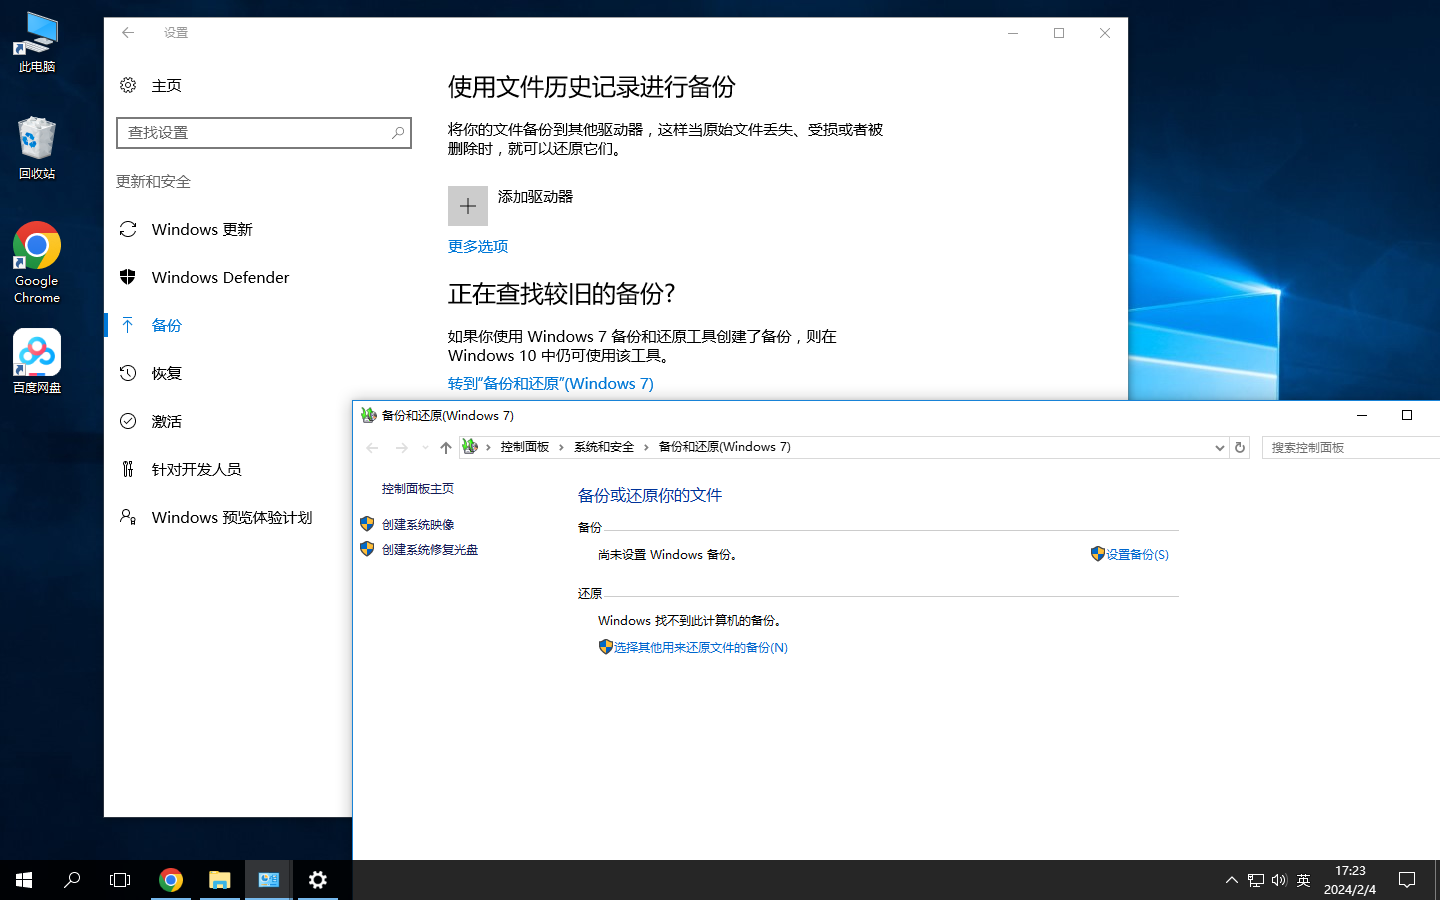 此电脑
回收站
Google
Chrome
百度网盘
设置
主页
查找设置
更新和安全
Windows 更新
Windows Defender
备份
恢复
激活
针对开发人员
Windows 预览体验计划
使用文件历史记录进行备份
将你的文件备份到其他驱动器，这样当原始文件丢失、受损或者被
删除时，就可以还原它们。
添加驱动器
更多选项
正在查找较旧的备份?
如果你使用 Windows 7 备份和还原工具创建了备份，则在
Windows 10 中仍可使用该工具。
转到“备份和还原”(Windows 7)
备份和还原(Windows 7)
控制面板
系统和安全
备份和还原(Windows 7)
搜索控制面板
控制面板主页
创建系统映像
创建系统修复光盘
备份或还原你的文件
备份
尚未设置 Windows 备份。
设置备份(S)
还原
Windows 找不到此计算机的备份。
选择其他用来还原文件的备份(N)
英
17:23
2024/2/4